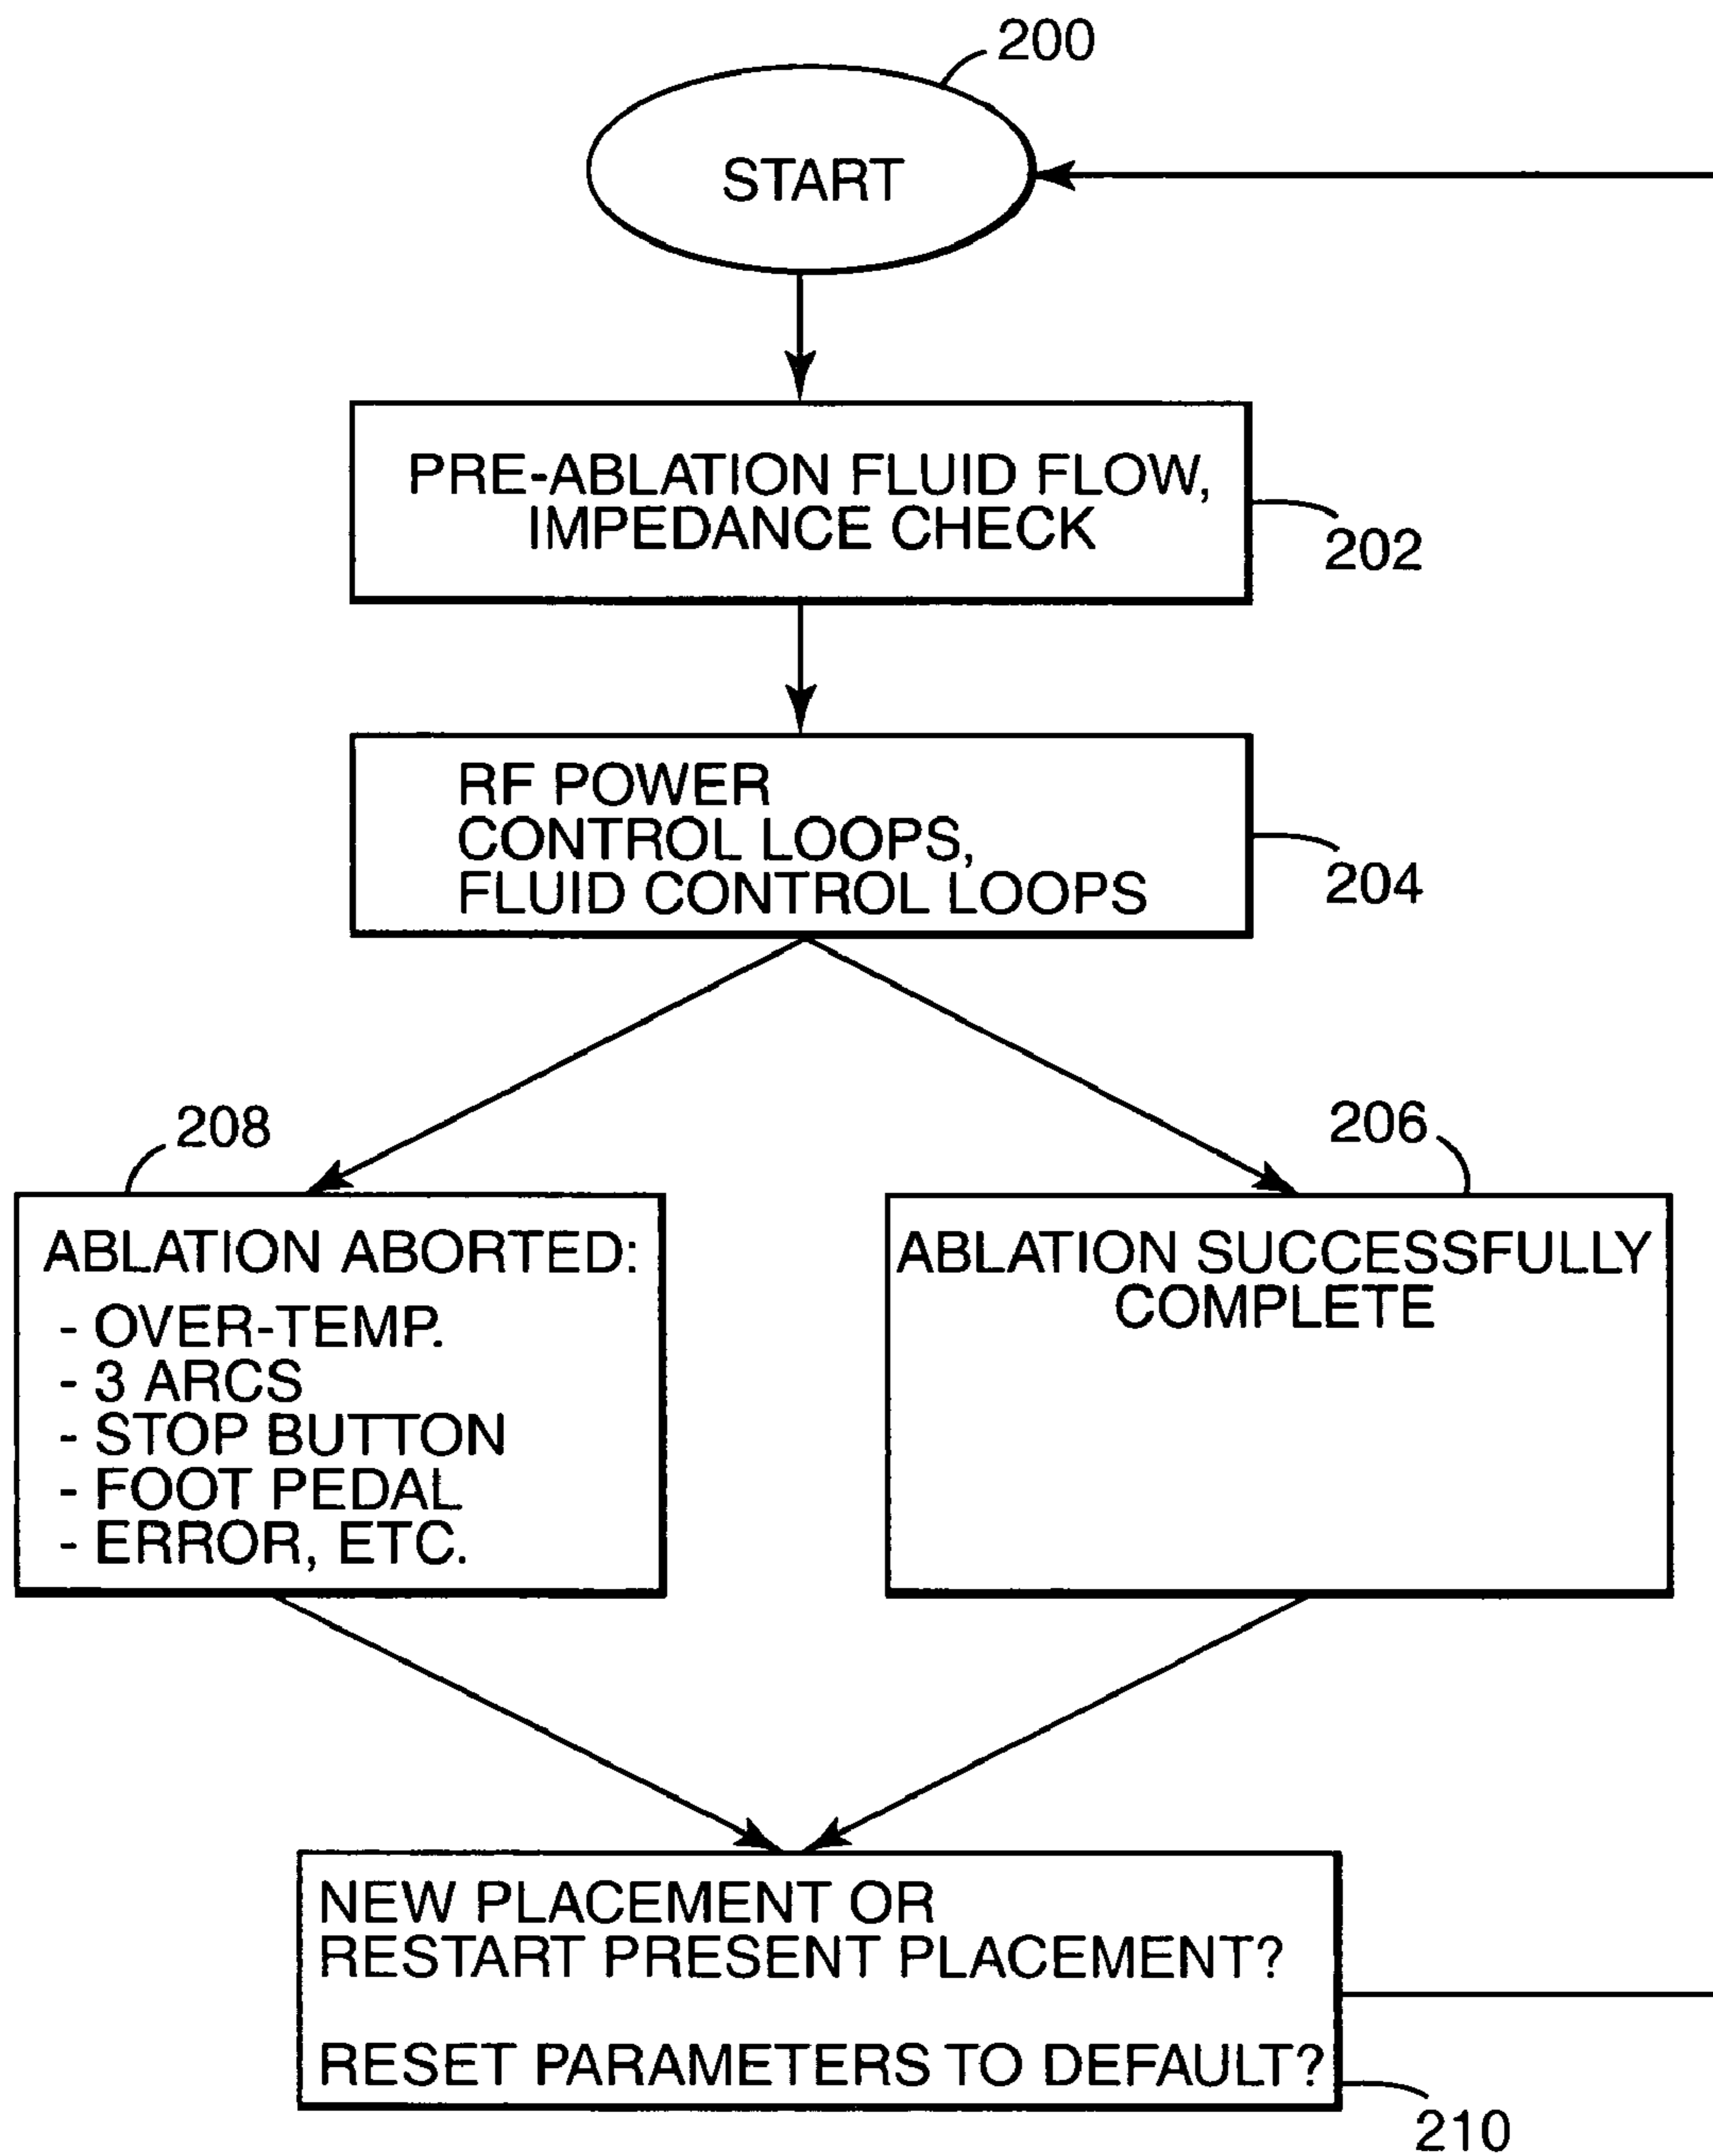 200
START
PRE-ABLATION FLUID FLOW,
IMPEDANCE CHECK
202
RF POWER
CONTROL LOOPS,
FLUID CONTROL LOOPS
204
208
ABLATION ABORTED:
- OVER-TEMP.
- 3 ARCS
- STOP BUTTON
- FOOT PEDAL
- ERROR, ETC.
206
ABLATION SUCCESSFULLY
COMPLETE
NEW PLACEMENT OR
RESTART PRESENT PLACEMENT?
RESET PARAMETERS TO DEFAULT?
210